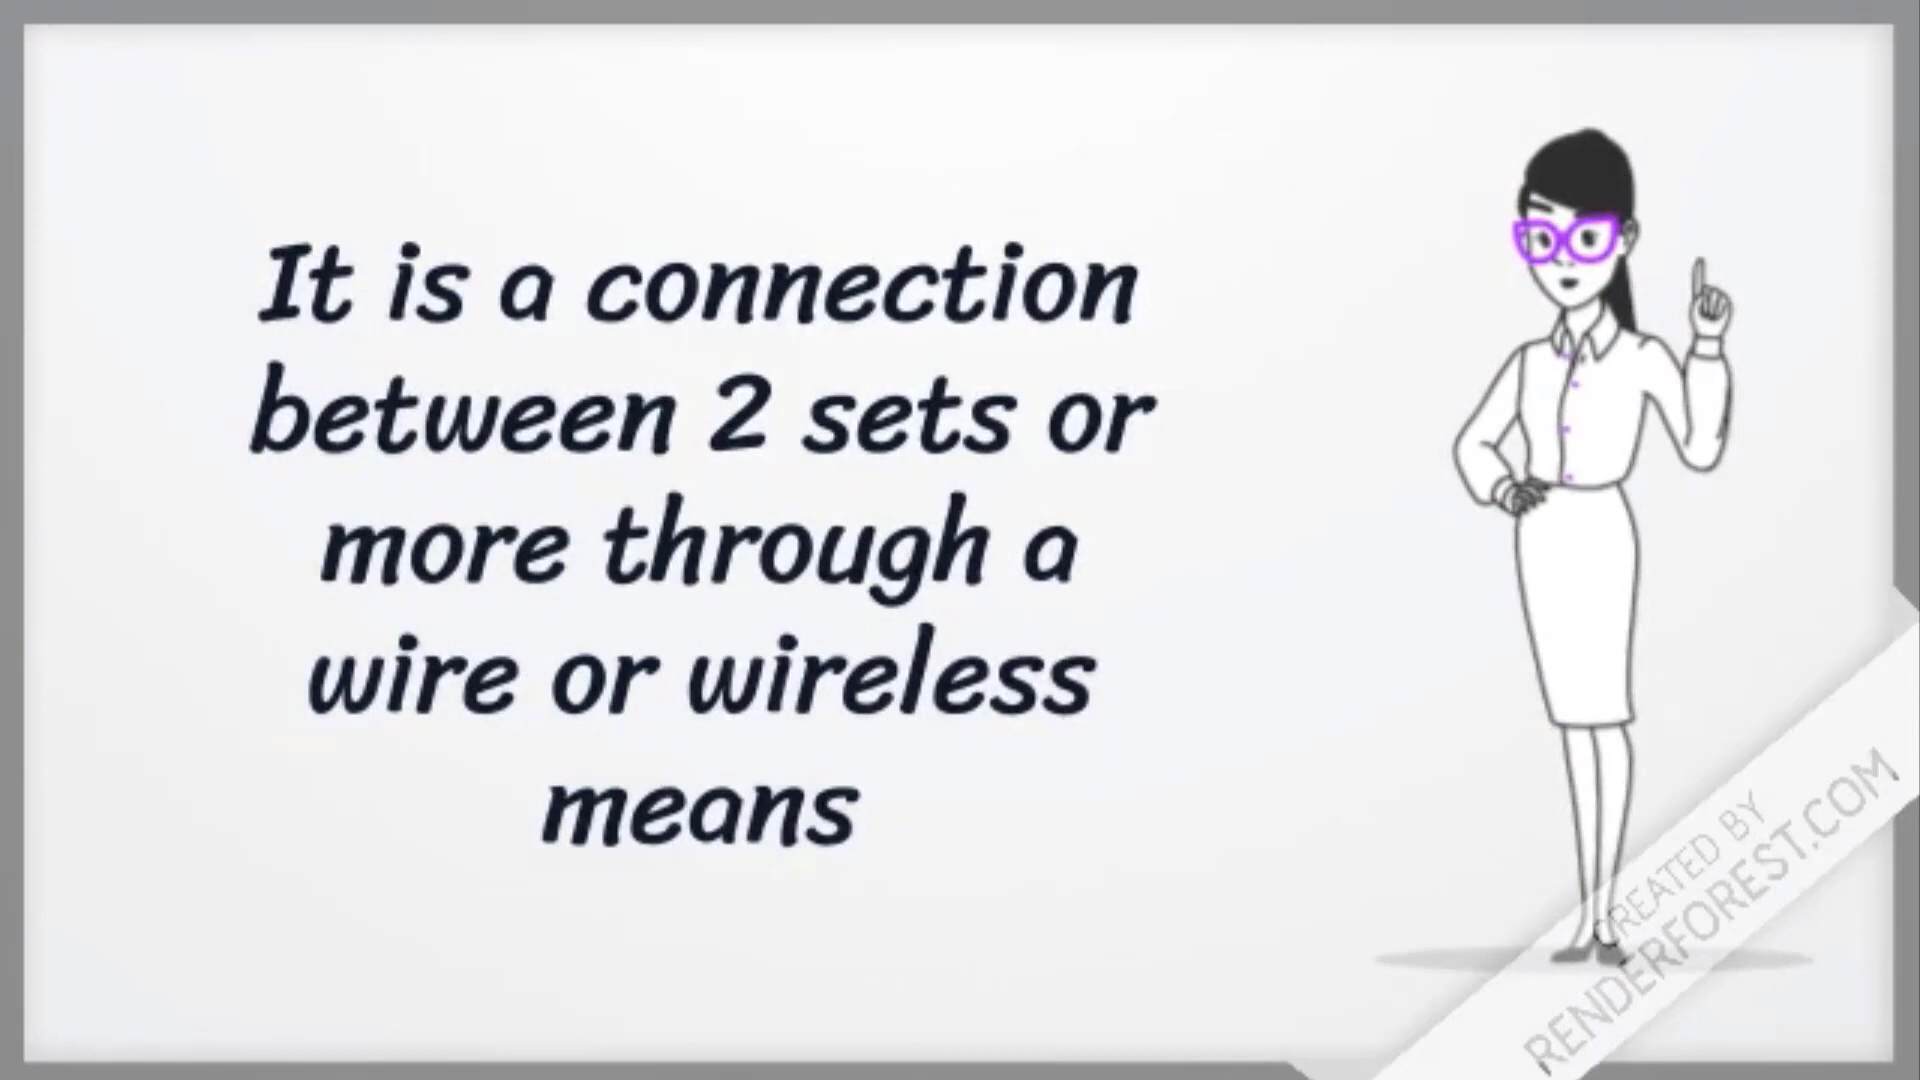 It is a connection
between 2 sets or
more through a
wire or wireless
means
CREATED BY
RENDERFOREST.COM